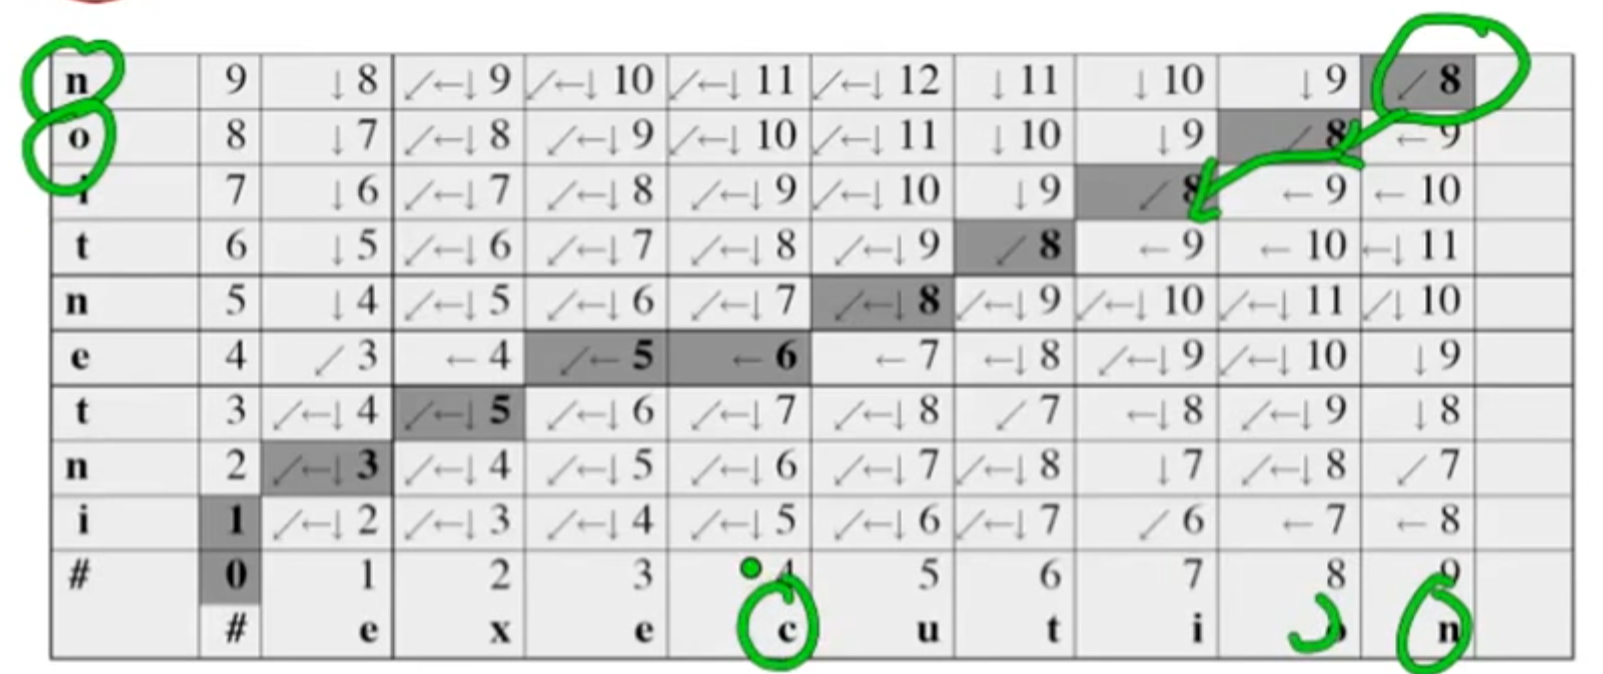 n 9 ↓ 8 ↙←↓ 9 ↙←↓ 10 ↙←↓ 11 ↙←↓ 12 ↓ 11 ↓ 10 ↓ 9 ↙ 8
o 8 ↓ 7 ↙←↓ 8 ↙←↓ 9 ↙←↓ 10 ↙←↓ 11 ↓ 10 ↓ 9 ↙ 8 ← 9
i 7 ↓ 6 ↙←↓ 7 ↙←↓ 8 ↙←↓ 9 ↙←↓ 10 ↓ 9 ↙ 8 ← 9 ← 10
t 6 ↓ 5 ↙←↓ 6 ↙←↓ 7 ↙←↓ 8 ↙←↓ 9 ↙ 8 ← 9 ← 10 ←↓ 11
n 5 ↓ 4 ↙←↓ 5 ↙←↓ 6 ↙←↓ 7 ↙←↓ 8 ↙←↓ 9 ↙←↓ 10 ↙←↓ 11 ↙↓ 10
e 4 ↙ 3 ← 4 ↙← 5 ← 6 ← 7 ←↓ 8 ↙←↓ 9 ↙←↓ 10 ↓ 9
t 3 ↙←↓ 4 ↙←↓ 5 ↙←↓ 6 ↙←↓ 7 ↙←↓ 8 ↙ 7 ←↓ 8 ↙←↓ 9 ↓ 8
n 2 ↙←↓ 3 ↙←↓ 4 ↙←↓ 5 ↙←↓ 6 ↙←↓ 7 ↙←↓ 8 ↓ 7 ↙←↓ 8 ↙ 7
i 1 ↙←↓ 2 ↙←↓ 3 ↙←↓ 4 ↙←↓ 5 ↙←↓ 6 ↙←↓ 7 ↙ 6 ← 7 ← 8
# 0 1 2 3 4 5 6 7 8 9
# e x e c u t i o n